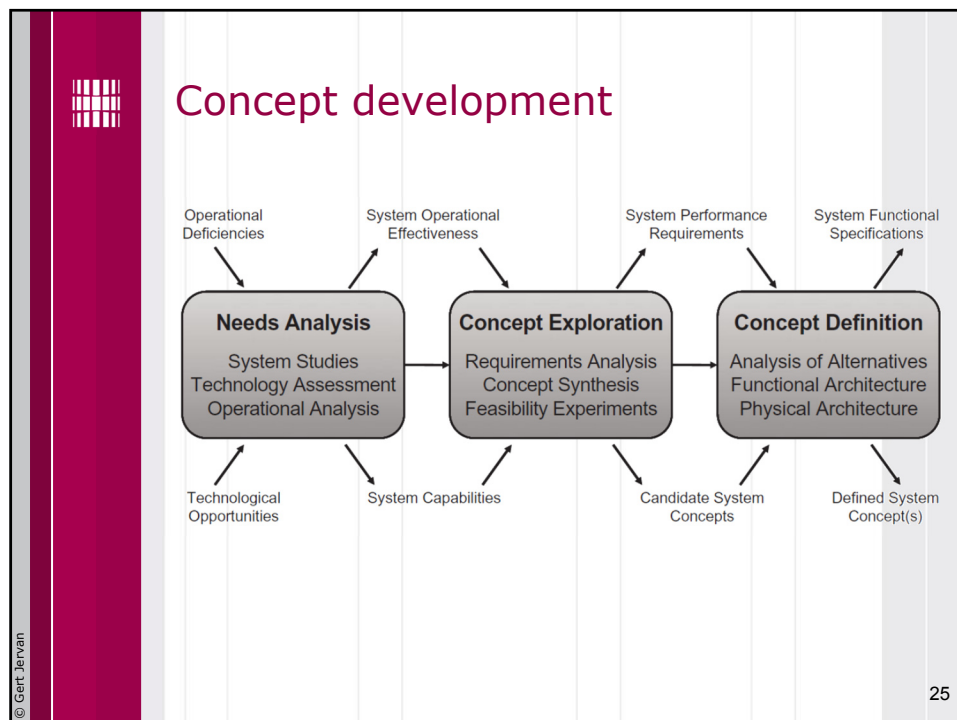 Concept development
Operational
Deficiencies
System Operational
Effectiveness
System Performance
Requirements
System Functional
Specifications
Needs Analysis
System Studies
Technology Assessment
Operational Analysis
Concept Exploration
Requirements Analysis
Concept Synthesis
Feasibility Experiments
Concept Definition
Analysis of Alternatives
Functional Architecture
Physical Architecture
Technological
Opportunities
System Capabilities
Candidate System
Concepts
Defined System
Concept(s)
© Gert Jervan
25